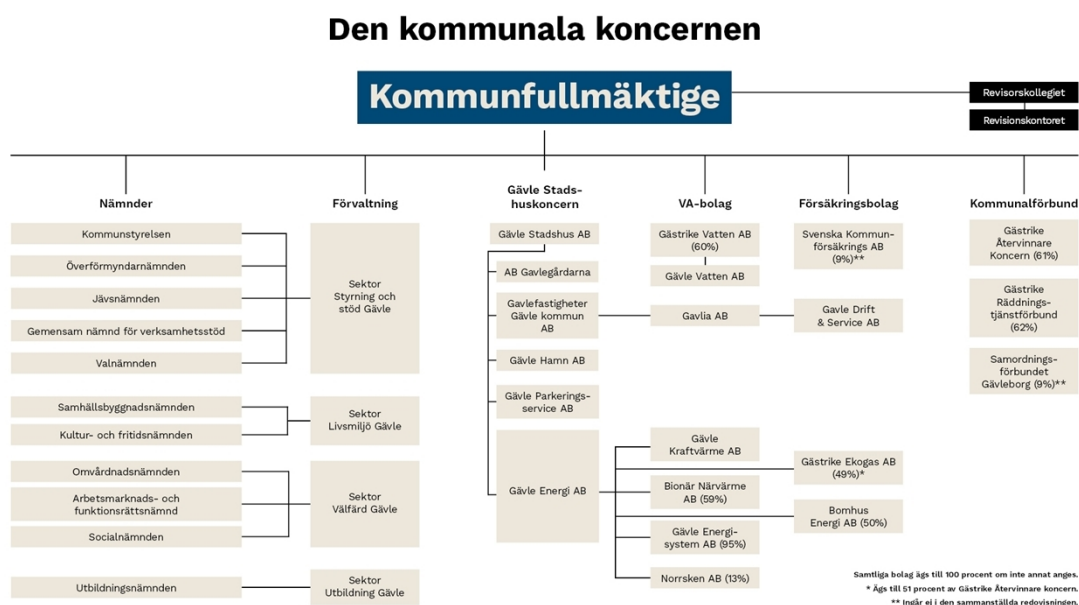 Den kommunala koncernen
Kommunfullmäktige
Revisorskollegiet
Revisionskontoret
Nämnder
Kommunstyrelsen
Överförmyndarnämnden
Jävsnämnden
Gemensam nämnd för verksamhetsstöd
Valnämnden
Samhällsbyggnadsnämnden
Kultur- och fritidsnämnden
Omvårdnadsnämnden
Arbetsmarknads- och
funktionsrättsnämnd
Socialnämnden
Utbildningsnämnden
Förvaltning
Sektor
Styrning och
stöd Gävle
Sektor
Livsmiljö Gävle
Sektor
Välfärd Gävle
Sektor
Utbildning Gävle
Gävle Stads-
huskoncern
Gävle Stadshus AB
AB Gavlegårdarna
Gavlefastigheter
Gävle kommun
AB
Gävle Hamn AB
Gävle Parkerings-
service AB
Gävle Energi AB
VA-bolag
Gästrike Vatten AB
(60%)
Gävle Vatten AB
Gavlia AB
Gävle
Kraftvärme AB
Bionär Närvärme
AB (59%)
Gävle Energi-
system AB (95%)
Norrsken AB (13%)
Försäkringsbolag
Svenska Kommun-
försäkrings AB
(9%)**
Gavle Drift
& Service AB
Gästrike Ekogas AB
(49%)*
Bomhus
Energi AB (50%)
Kommunalförbund
Gästrike
Återvinnare
Koncern (61%)
Gästrike
Räddnings-
tjänstförbund
(62%)
Samordnings-
förbundet
Gävleborg (9%)**
Samtliga bolag ägs till 100 procent om inte annat anges.
* Ägs till 51 procent av Gästrike Återvinnare koncern.
** Ingår ej i den sammanställda redovisningen.